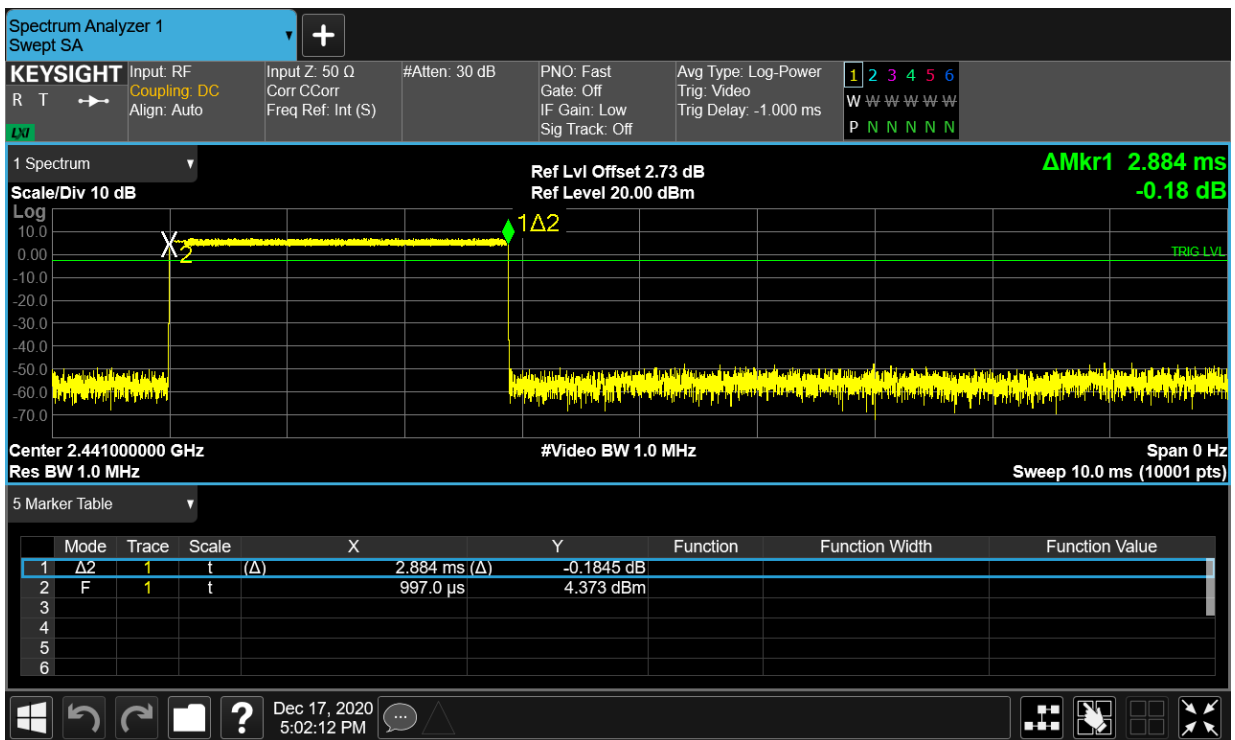 Spectrum Analyzer 1
Swept SA
KEYSIGHT
R T
LXI
Input: RF
Coupling: DC
Align: Auto
Input Z: 50 Ω
Corr CCorr
Freq Ref: Int (S)
#Atten: 30 dB
PNO: Fast
Gate: Off
IF Gain: Low
Sig Track: Off
Avg Type: Log-Power
Trig: Video
Trig Delay: -1.000 ms
1 2 3 4 5 6
W W W W W W
P N N N N N
1 Spectrum
Scale/Div 10 dB
Ref Lvl Offset 2.73 dB
Ref Level 20.00 dBm
ΔMkr1 2.884 ms
-0.18 dB
Log
10.0
0.00
-10.0
-20.0
-30.0
-40.0
-50.0
-60.0
-70.0
1Δ2
2
TRIG LVL
Center 2.441000000 GHz
Res BW 1.0 MHz
#Video BW 1.0 MHz
Span 0 Hz
Sweep 10.0 ms (10001 pts)
5 Marker Table
Mode Trace Scale X Y Function Function Width Function Value
1 Δ2 1 t (Δ) 2.884 ms (Δ) -0.1845 dB
2 F 1 t 997.0 µs 4.373 dBm
3
4
5
6
?
Dec 17, 2020
5:02:12 PM